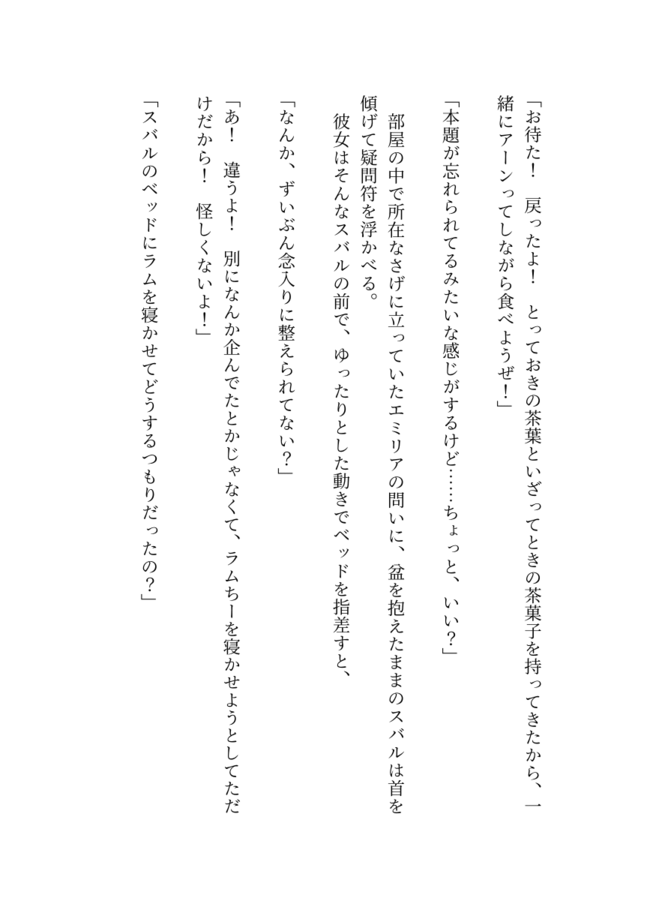 「お待た！　戻ったよ！　とっておきの茶葉といざってときの茶菓子を持ってきたから、一
緒にアーンってしながら食べようぜ！」
「本題が忘れられてるみたいな感じがするけど……ちょっと、いい？」
　部屋の中で所在なさげに立っていたエミリアの問いに、盆を抱えたままのスバルは首を
傾げて疑問符を浮かべる。
　彼女はそんなスバルの前で、ゆったりとした動きでベッドを指差すと、
「なんか、ずいぶん念入りに整えられてない？」
「あ！　違うよ！　別になんか企んでたとかじゃなくて、ラムちーを寝かせようとしてただ
けだから！　怪しくないよ！」
「スバルのベッドにラムを寝かせてどうするつもりだったの？」